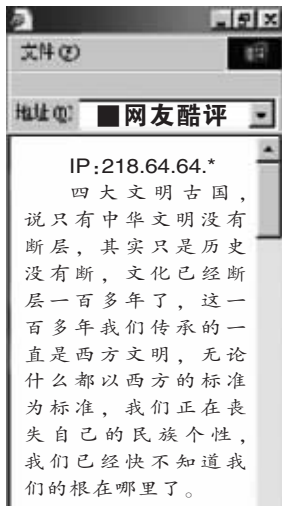 文件(F)
地址(D): ■网友酷评
IP:218.64.64.*
四大文明古国，
说只有中华文明没有
断层，其实只是历史
没有断，文化已经断
层一百多年了，这一
百多年我们传承的一
直是西方文明，无论
什么都以西方的标准
为标准，我们正在丧
失自己的民族个性，
我们已经快不知道我
们的根在哪里了。